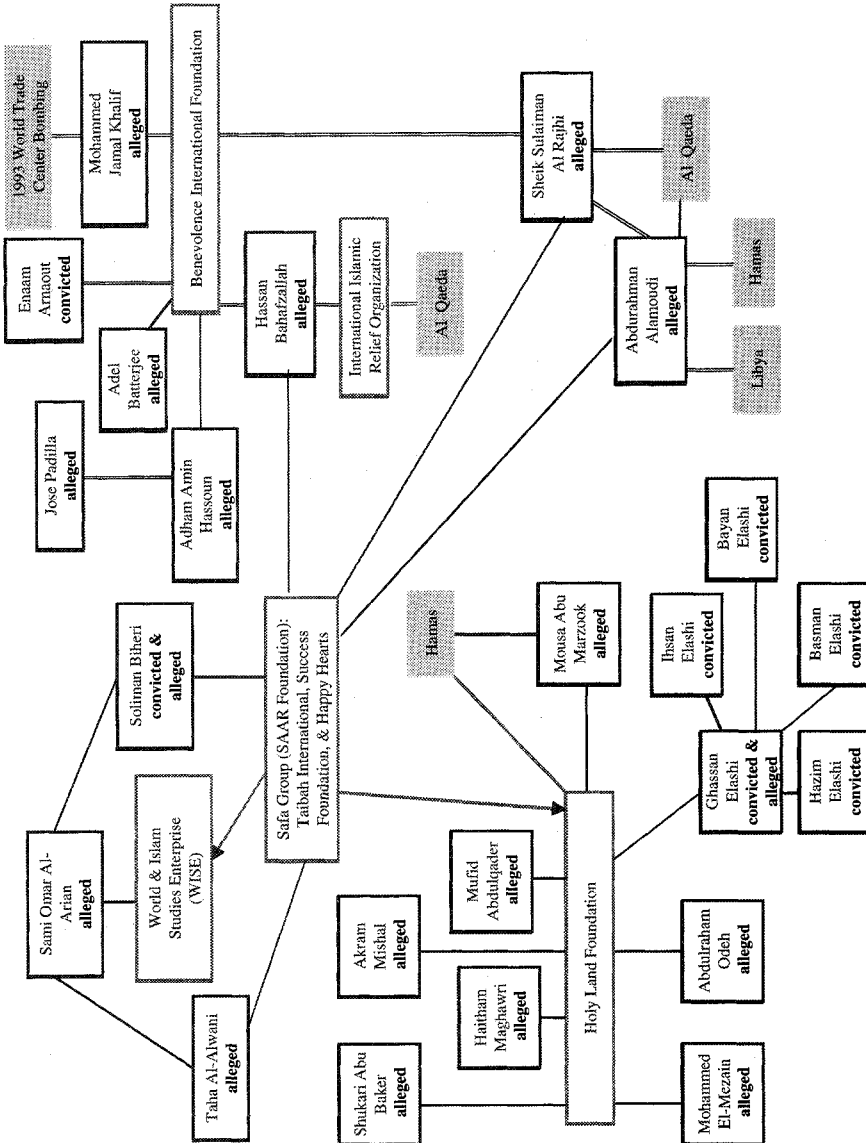 1993 World Trade
Center Bombing
Mohammed
Jamal Khalif
alleged
Benevolence International Foundation
Enaam
Arnaout
convicted
Adel
Batterjee
alleged
Jose Padilla
alleged
Adham Amin
Hassoun
alleged
Hassan
Bahafzallah
alleged
International Islamic
Relief Organization
Al Qaeda
Sheik Sulaiman
Al Rajhi
alleged
Al Qaeda
Abdurahman
Alamoudi
alleged
Hamas
Libya
Soliman Biheri
convicted &
alleged
Sami Omar Al-
Arian
alleged
World & Islam
Studies Enterprise
(WISE)
Taha Al-Alwani
alleged
Safa Group (SAAR Foundation):
Taibah International, Success
Foundation, & Happy Hearts
Hamas
Mousa Abu
Marzook
alleged
Holy Land Foundation
Mufid
Abdulqader
alleged
Akram
Mishal
alleged
Haitham
Maghawri
alleged
Shukari Abu
Baker
alleged
Mohammed
El-Mezain
alleged
Abdulraham
Odeh
alleged
Ghassan
Elashi
convicted &
alleged
Ihsan
Elashi
convicted
Bayan
Elashi
convicted
Basman
Elashi
convicted
Hazim
Elashi
convicted